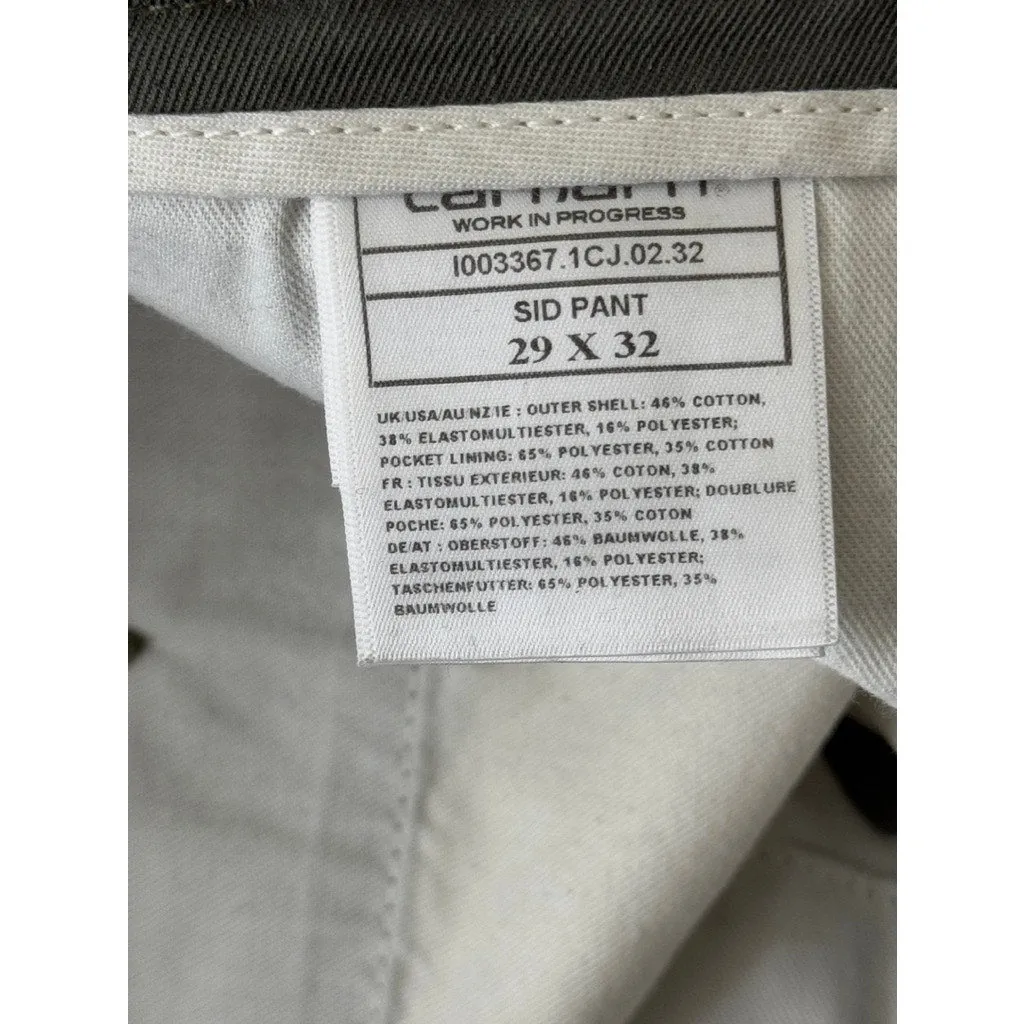 carhartt®
WORK IN PROGRESS
I003367.1CJ.02.32
SID PANT
29 X 32
UK/USA/AU/NZ/IE : OUTER SHELL: 46% COTTON,
38% ELASTOMULTIESTER, 16% POLYESTER;
POCKET LINING: 65% POLYESTER, 35% COTTON
FR : TISSU EXTERIEUR: 46% COTON, 38%
ELASTOMULTIESTER, 16% POLYESTER; DOUBLURE
POCHE: 65% POLYESTER, 35% COTON
DE/AT : OBERSTOFF: 46% BAUMWOLLE, 38%
ELASTOMULTIESTER, 16% POLYESTER;
TASCHENFUTTER: 65% POLYESTER, 35%
BAUMWOLLE